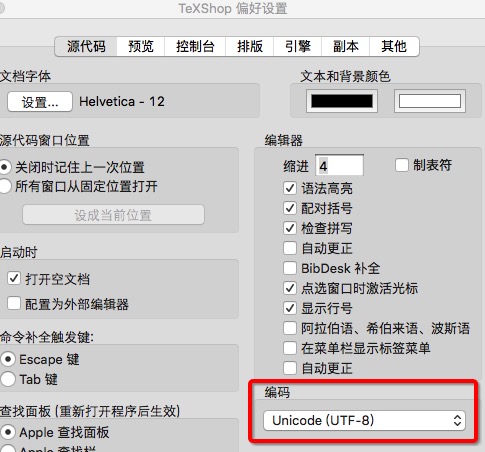 TeXShop 偏好设置
源代码 预览 控制台 排版 引擎 副本 其他
文档字体
设置... Helvetica - 12
文本和背景颜色
源代码窗口位置
关闭时记住上一次位置
所有窗口从固定位置打开
设成当前位置
启动时
打开空文档
配置为外部编辑器
命令补全触发键:
Escape 键
Tab 键
查找面板 (重新打开程序后生效)
Apple 查找面板
Apple 查找栏
编辑器
缩进 4 制表符
语法高亮
配对括号
检查拼写
自动更正
BibDesk 补全
点选窗口时激活光标
显示行号
阿拉伯语、希伯来语、波斯语
在菜单栏显示标签菜单
自动更正
编码
Unicode (UTF-8)